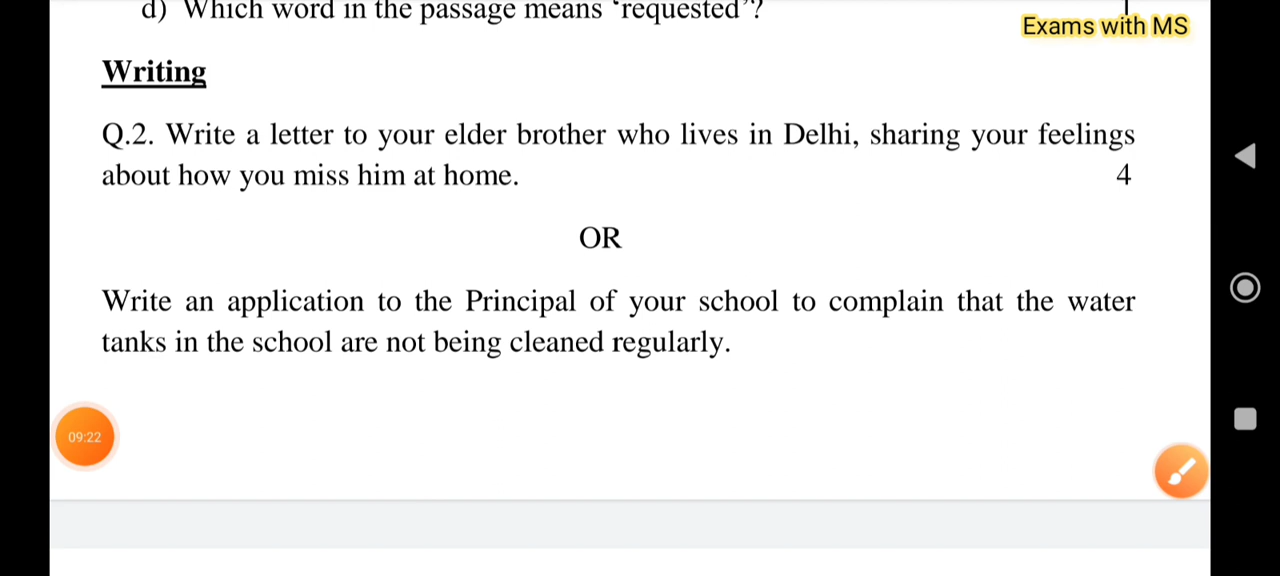 d) Which word in the passage means ‘requested’?
Exams with MS
Writing
Q.2. Write a letter to your elder brother who lives in Delhi, sharing your feelings
about how you miss him at home. 4
OR
Write an application to the Principal of your school to complain that the water
tanks in the school are not being cleaned regularly.
09:22